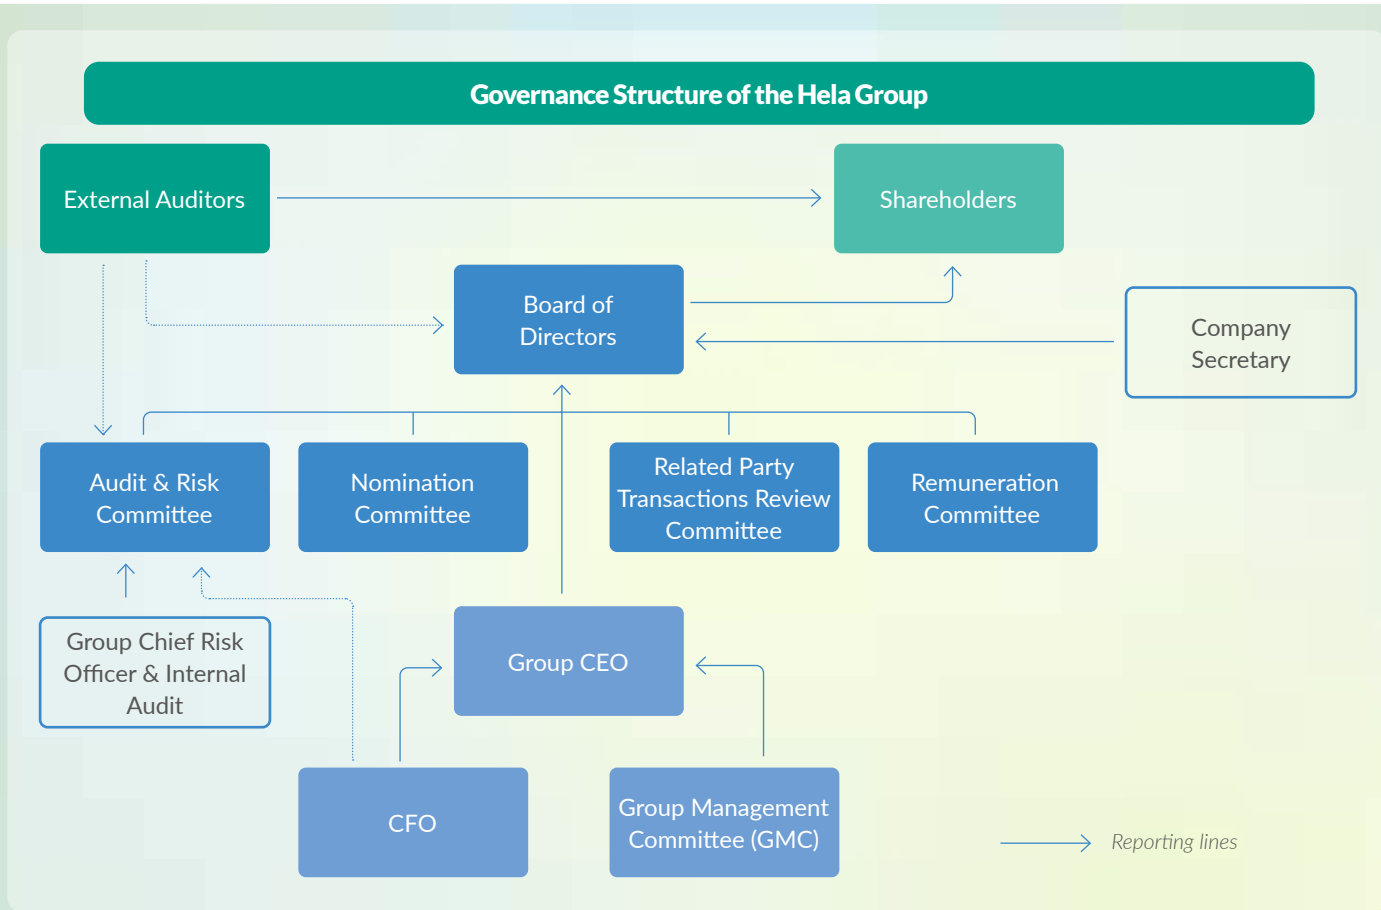 Governance Structure of the Hela Group
External Auditors
Shareholders
Board of
Directors
Company
Secretary
Audit & Risk
Committee
Nomination
Committee
Related Party
Transactions Review
Committee
Remuneration
Committee
Group Chief Risk
Officer & Internal
Audit
Group CEO
CFO
Group Management
Committee (GMC)
Reporting lines